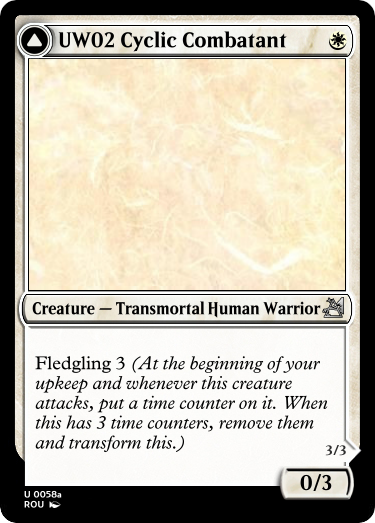 UW02 Cyclic Combatant
Creature — Transmortal Human Warrior
Fledgling 3 (At the beginning of your
upkeep and whenever this creature
attacks, put a time counter on it. When
this has 3 time counters, remove them
and transform this.)
3/3
0/3
U 0058a
ROU